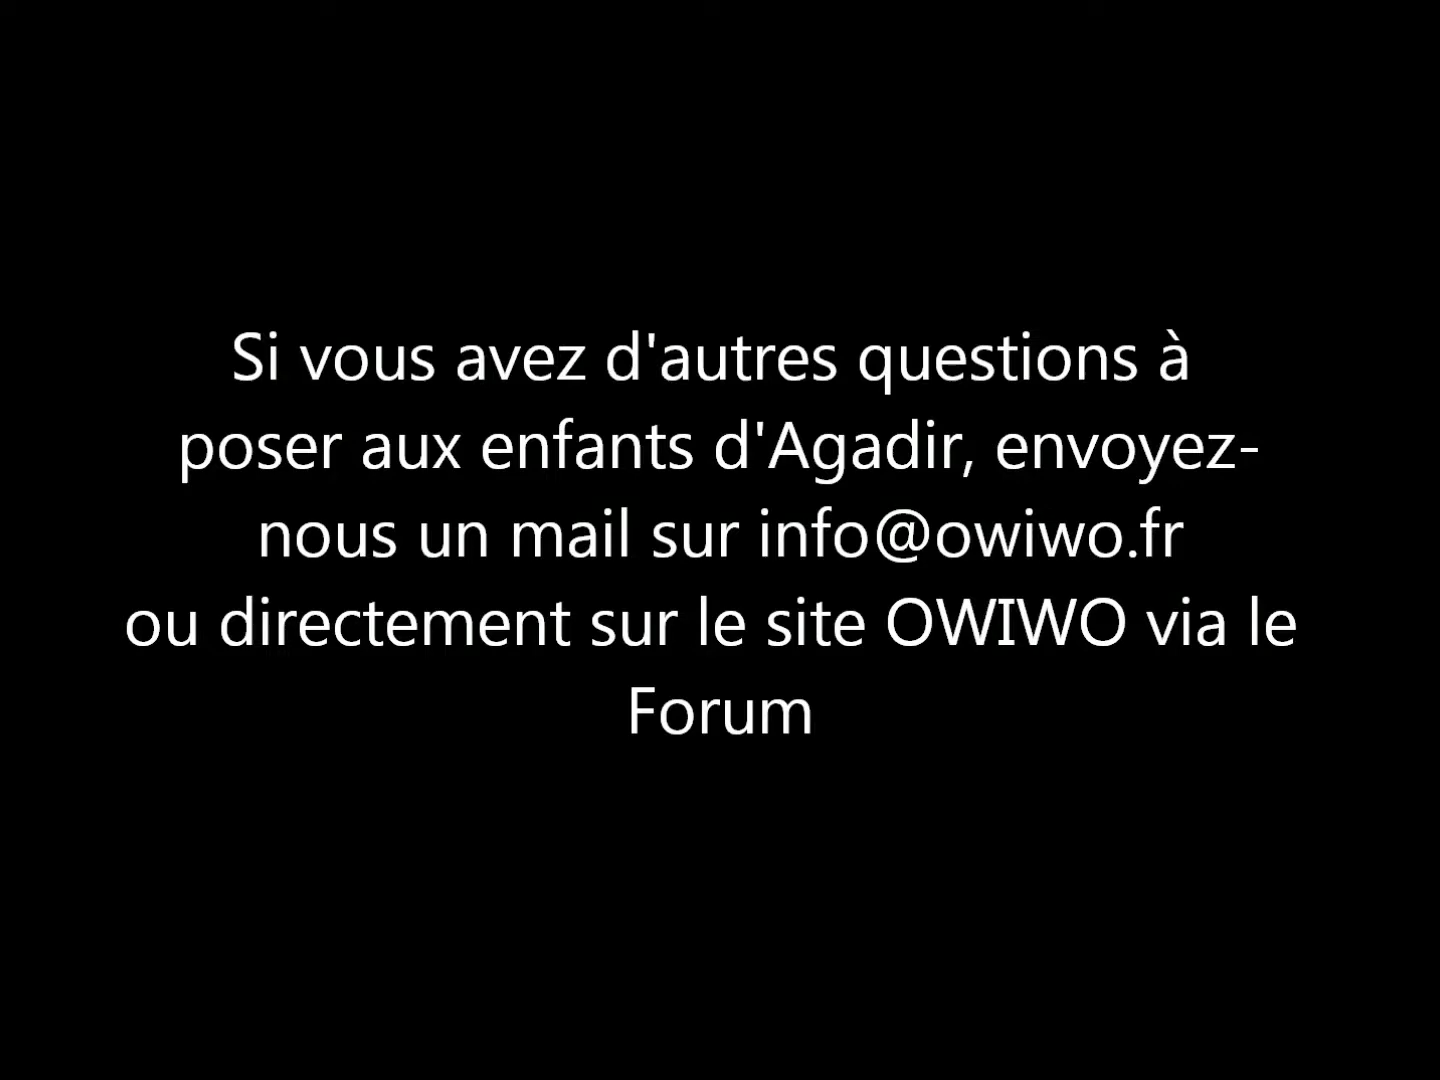 Si vous avez d'autres questions à
poser aux enfants d'Agadir, envoyez-
nous un mail sur info@owiwo.fr
ou directement sur le site OWIWO via le
Forum